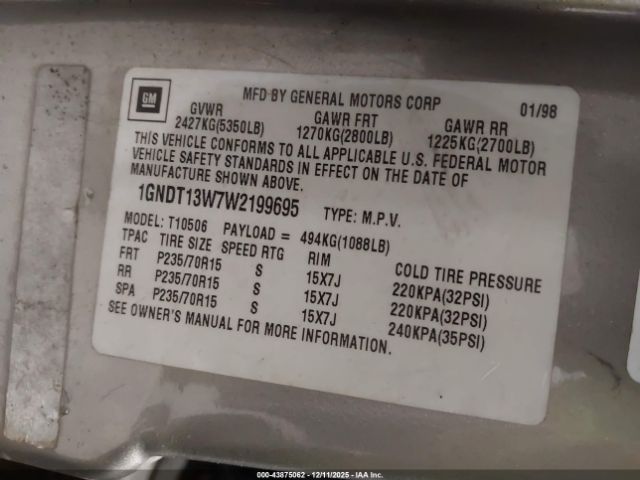 GM
MFD BY GENERAL MOTORS CORP 01/98
GVWR GAWR FRT GAWR RR
2427KG(5350LB) 1270KG(2800LB) 1225KG(2700LB)
THIS VEHICLE CONFORMS TO ALL APPLICABLE U.S. FEDERAL MOTOR
VEHICLE SAFETY STANDARDS IN EFFECT ON THE DATE OF
MANUFACTURE SHOWN ABOVE.
1GNDT13W7W2199695 TYPE: M.P.V.
MODEL: T10506 PAYLOAD = 494KG(1088LB)
TPAC TIRE SIZE SPEED RTG RIM COLD TIRE PRESSURE
FRT P235/70R15 S 15X7J 220KPA(32PSI)
RR P235/70R15 S 15X7J 220KPA(32PSI)
SPA P235/70R15 S 15X7J 240KPA(35PSI)
SEE OWNER'S MANUAL FOR MORE INFORMATION.
000-43875062 - 12/11/2025 - IAA Inc.